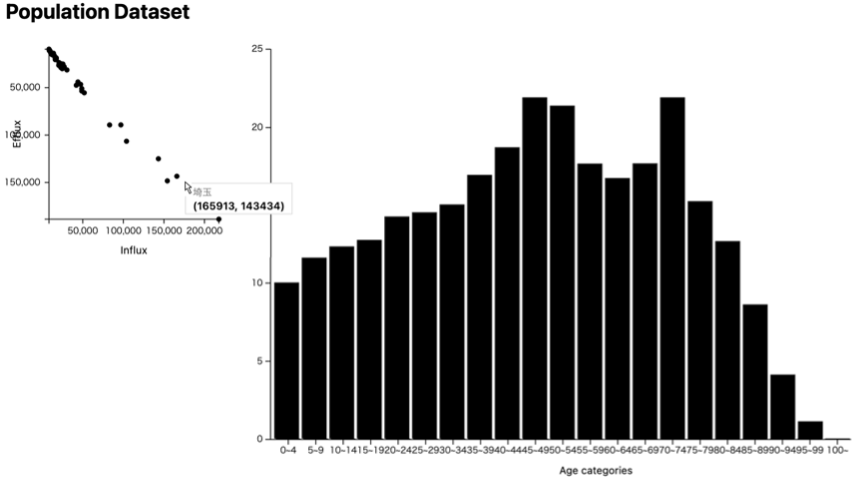 Population Dataset
50,000
150,000
Efflux
50,000 100,000 150,000 200,000
Influx
埼玉
(165913, 143434)
25
20
10
5
0
0~4 5~9 10~14 15~19 20~24 25~29 30~34 35~39 40~44 45~49 50~54 55~59 60~64 65~69 70~74 75~79 80~84 85~89 90~94 95~99 100~
Age categories